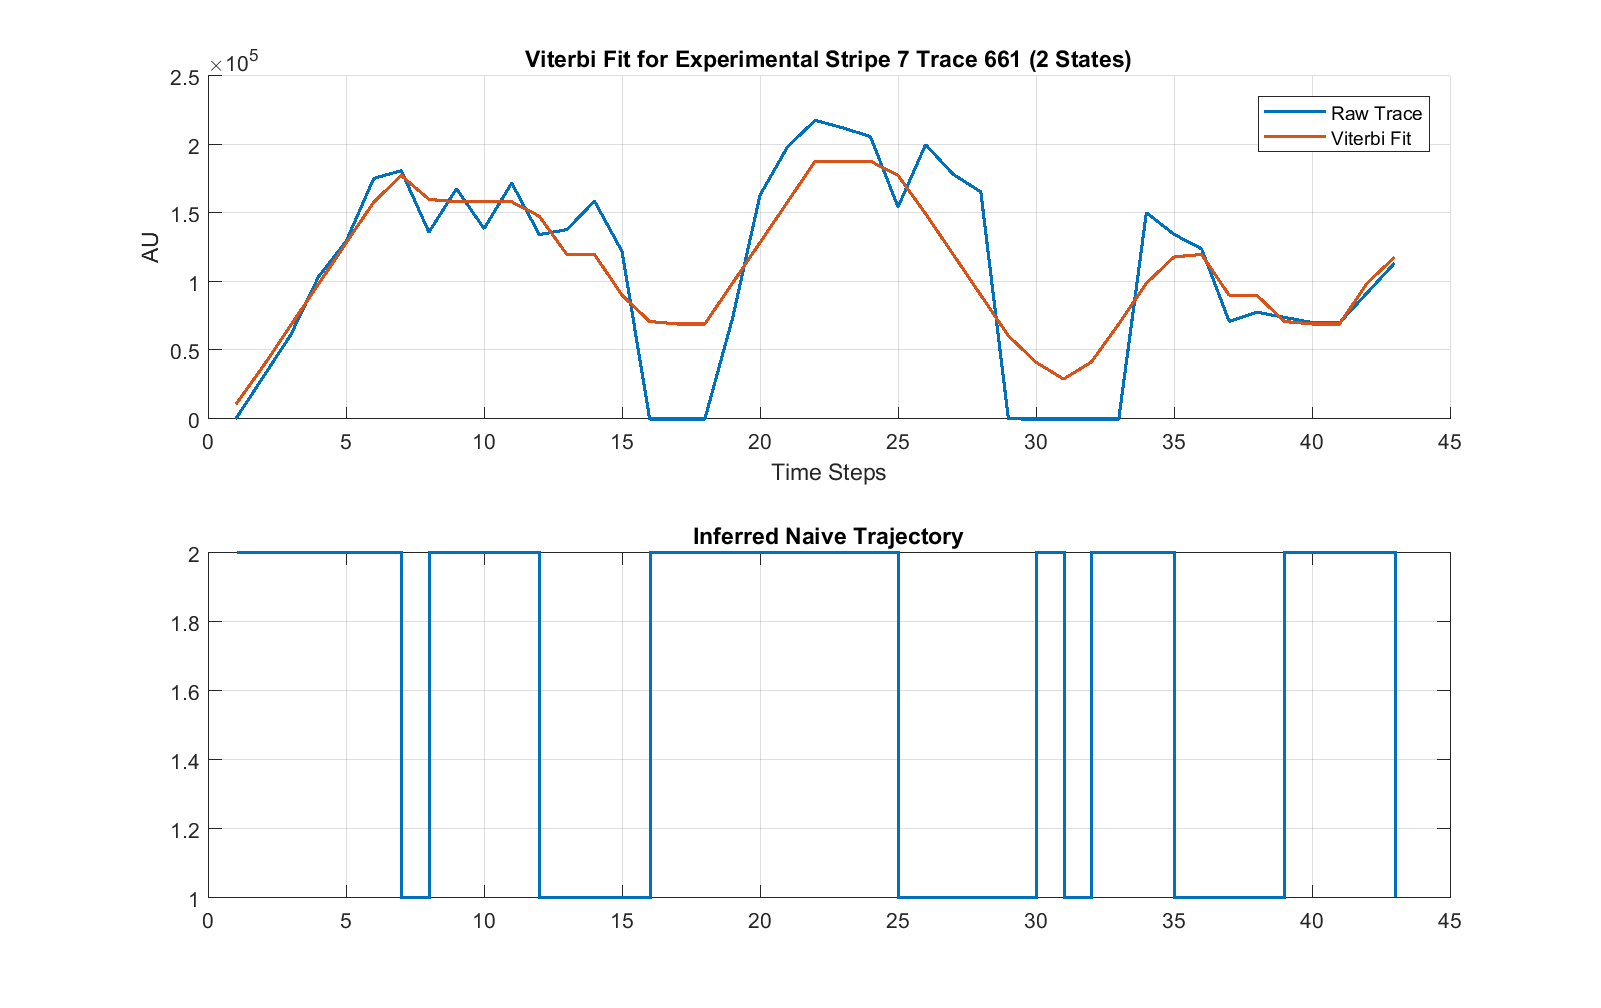 Viterbi Fit for Experimental Stripe 7 Trace 661 (2 States)
×10^5
2.5
2
1.5
1
0.5
0
AU
Raw Trace
Viterbi Fit
0 5 10 15 20 25 30 35 40 45
Time Steps
Inferred Naive Trajectory
2
1.8
1.6
1.4
1.2
1
0 5 10 15 20 25 30 35 40 45